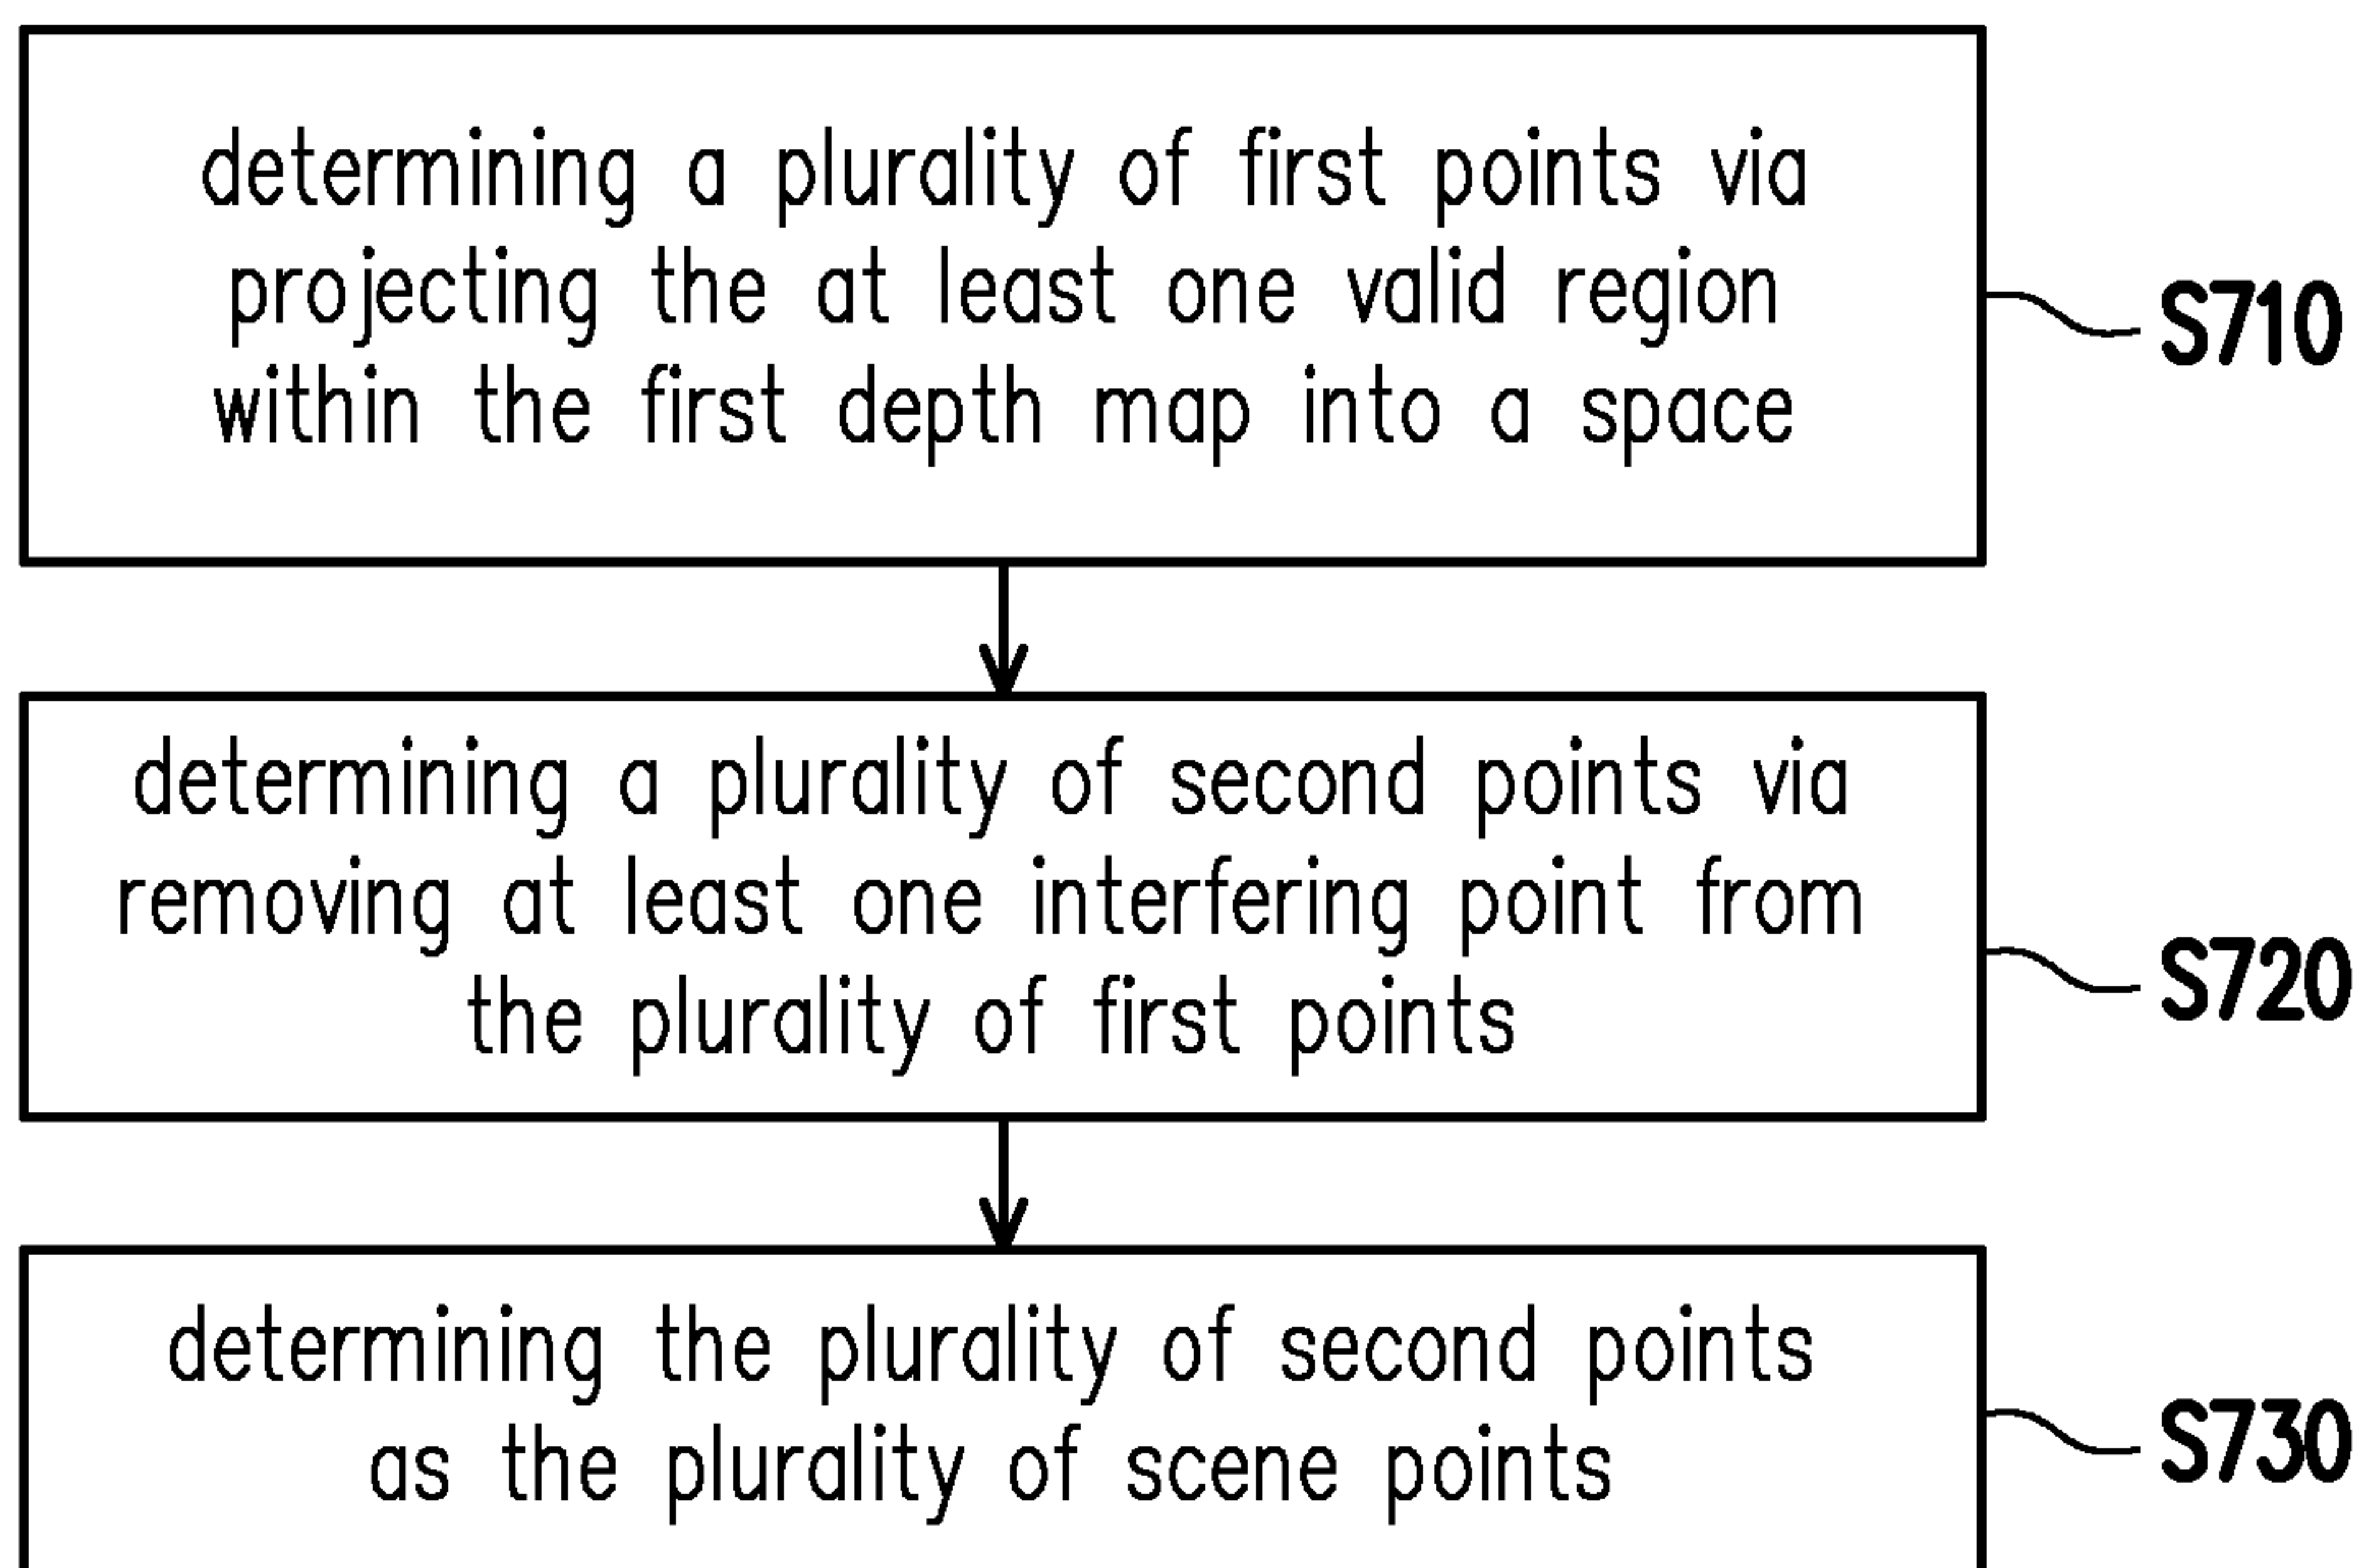 determining a plurality of first points via
projecting the at least one valid region
within the first depth map into a space
S710
determining a plurality of second points via
removing at least one interfering point from
the plurality of first points
S720
determining the plurality of second points
as the plurality of scene points
S730